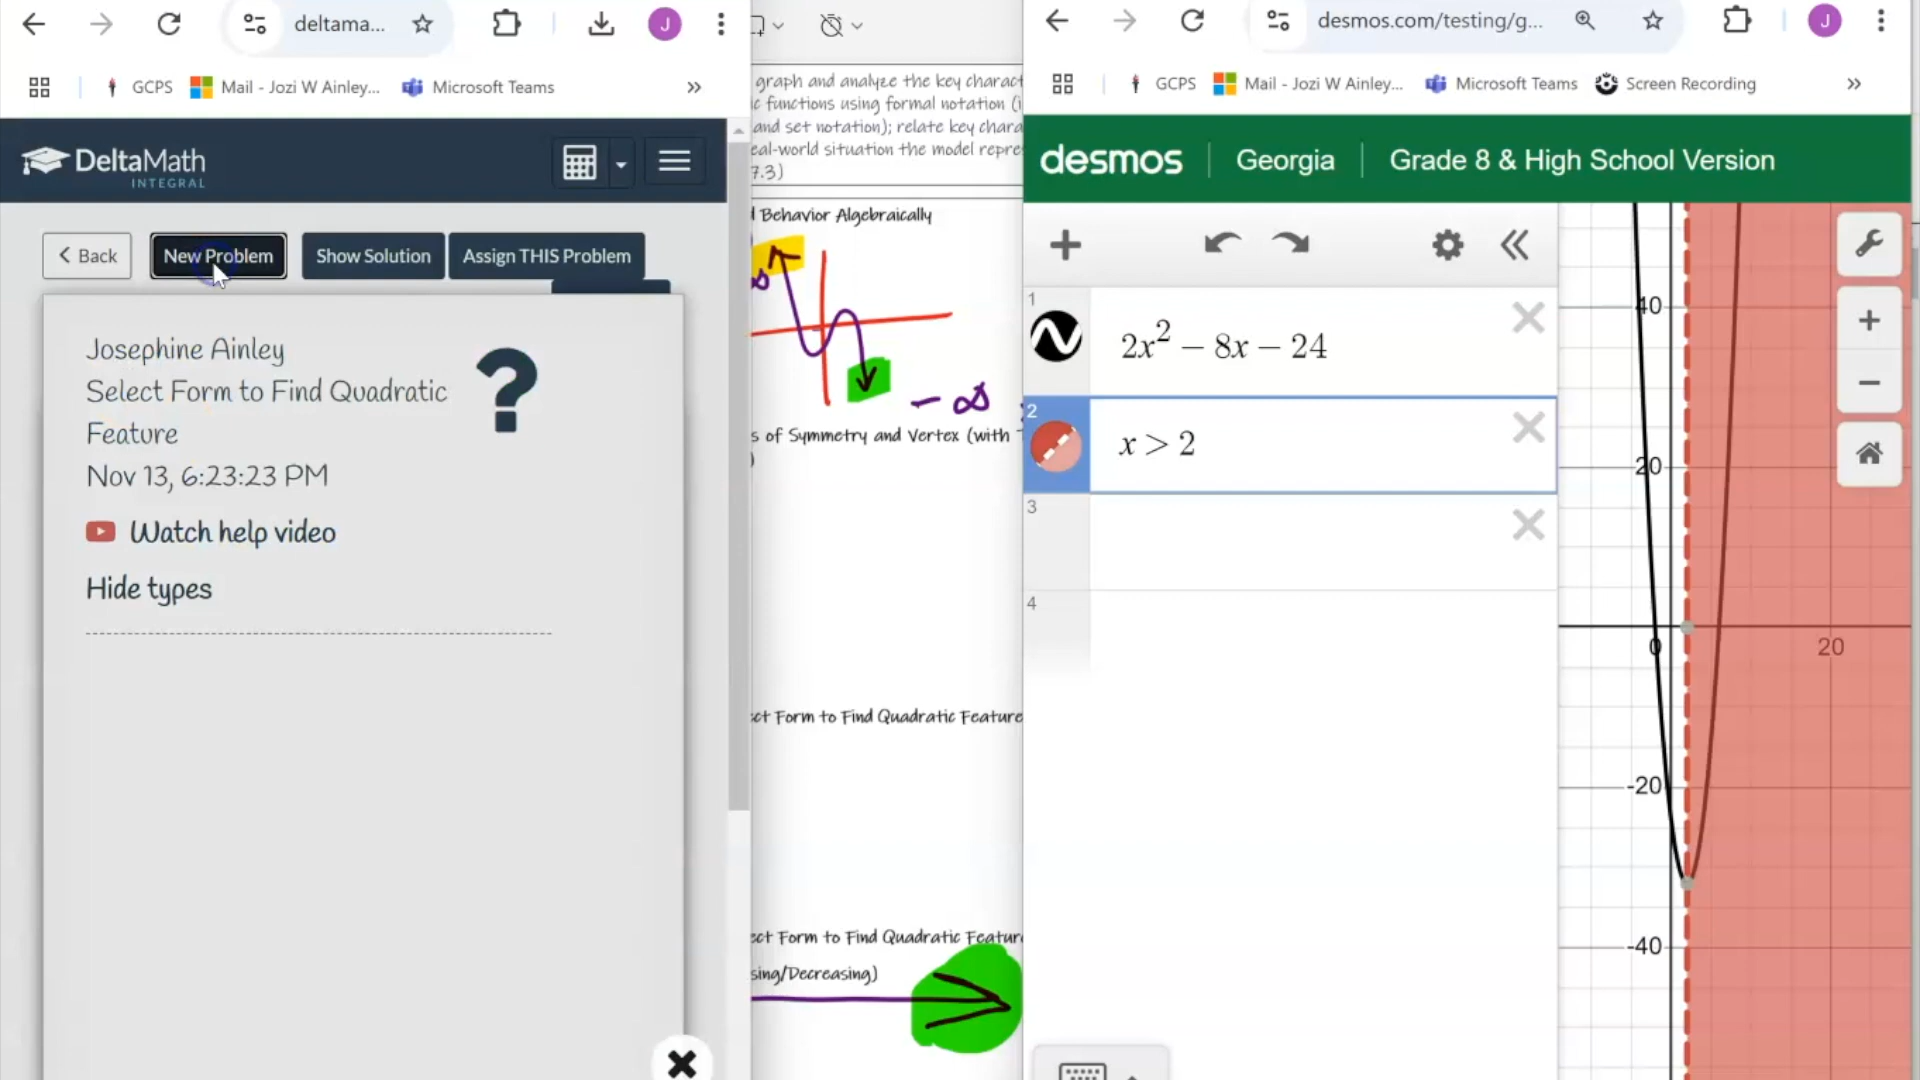 deltama...
J
GCPS
Mail - Jozi W Ainley...
Microsoft Teams
»
DeltaMath
INTEGRAL
Back
New Problem
Show Solution
Assign THIS Problem
Josephine Ainley
Select Form to Find Quadratic
Feature
Nov 13, 6:23:23 PM
?
Watch help video
Hide types
graph and analyze the key charact
c functions using formal notation (i
and set notation); relate key chara
eal-world situation the model repre
7.3)
Behavior Algebraically
∞
- ∞
s of Symmetry and Vertex (with
)
ct Form to Find Quadratic Feature
ct Form to Find Quadratic Feature
sing/Decreasing)
desmos.com/testing/g...
J
GCPS
Mail - Jozi W Ainley...
Microsoft Teams
Screen Recording
»
desmos
Georgia
Grade 8 & High School Version
1
2x² − 8x − 24
2
x > 2
3
4
40
20
0
20
-20
-40